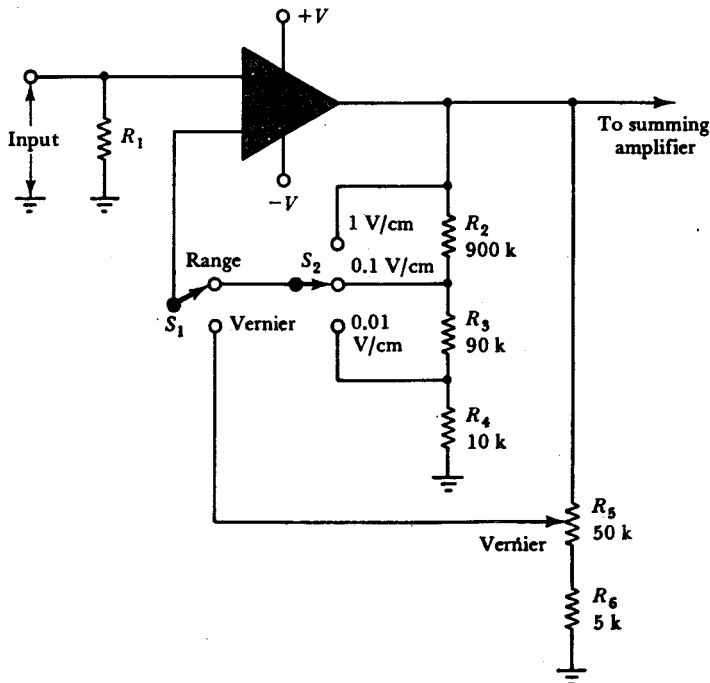 +V
Input
R1
To summing
amplifier
−V
1 V/cm
R2
900 k
Range
S2
0.1 V/cm
S1
Vernier
0.01
V/cm
R3
90 k
R4
10 k
Vernier
R5
50 k
R6
5 k